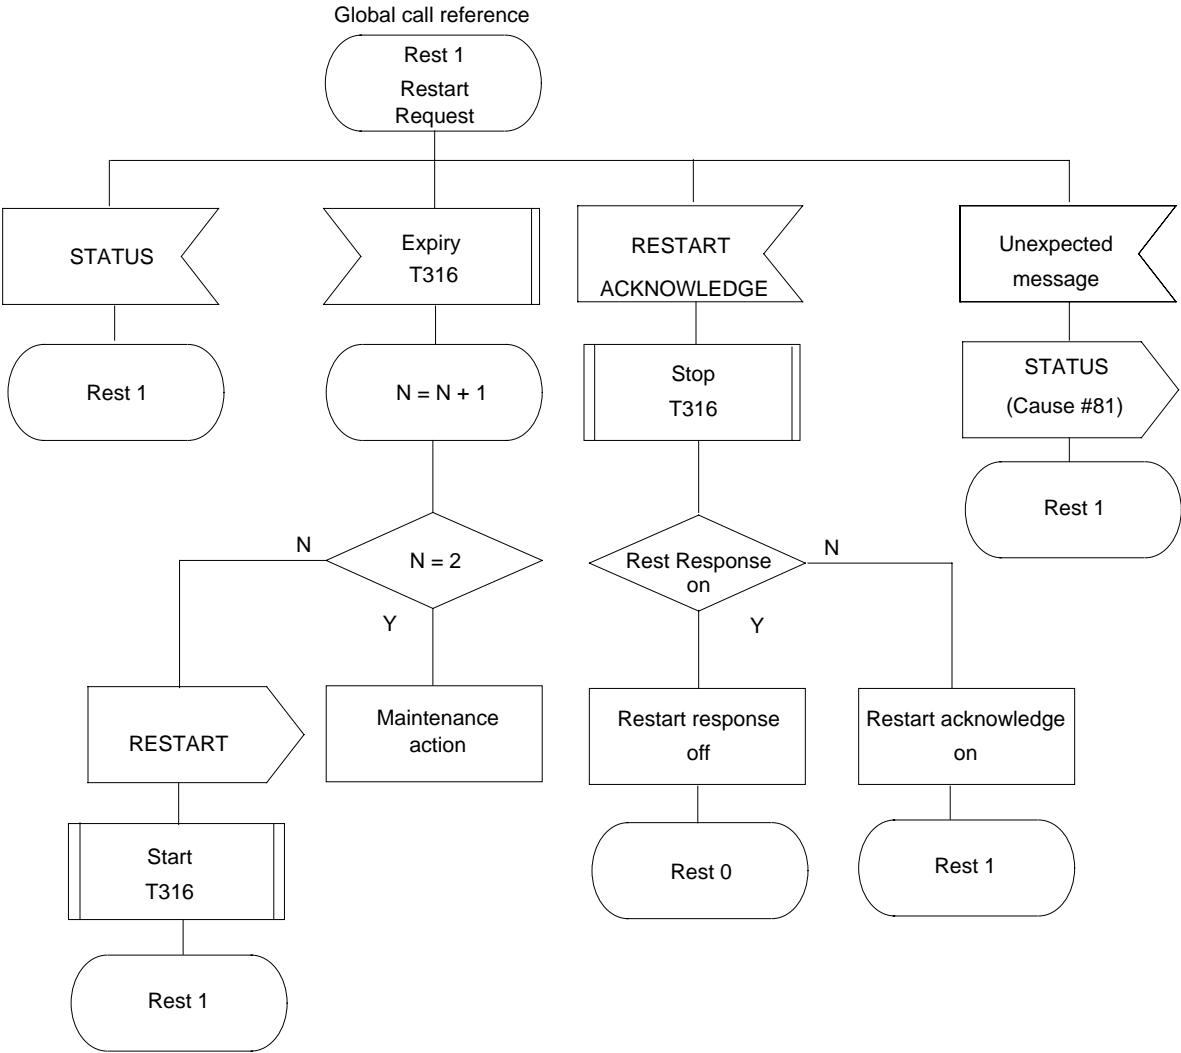 Global call reference
Rest 1
Restart
Request
STATUS
Expiry
T316
RESTART
ACKNOWLEDGE
Unexpected
message
Rest 1
N = N + 1
Stop
T316
STATUS
(Cause #81)
Rest 1
N
N = 2
Y
Rest Response
on
N
Y
RESTART
Maintenance
action
Restart response
off
Restart acknowledge
on
Start
T316
Rest 0
Rest 1
Rest 1